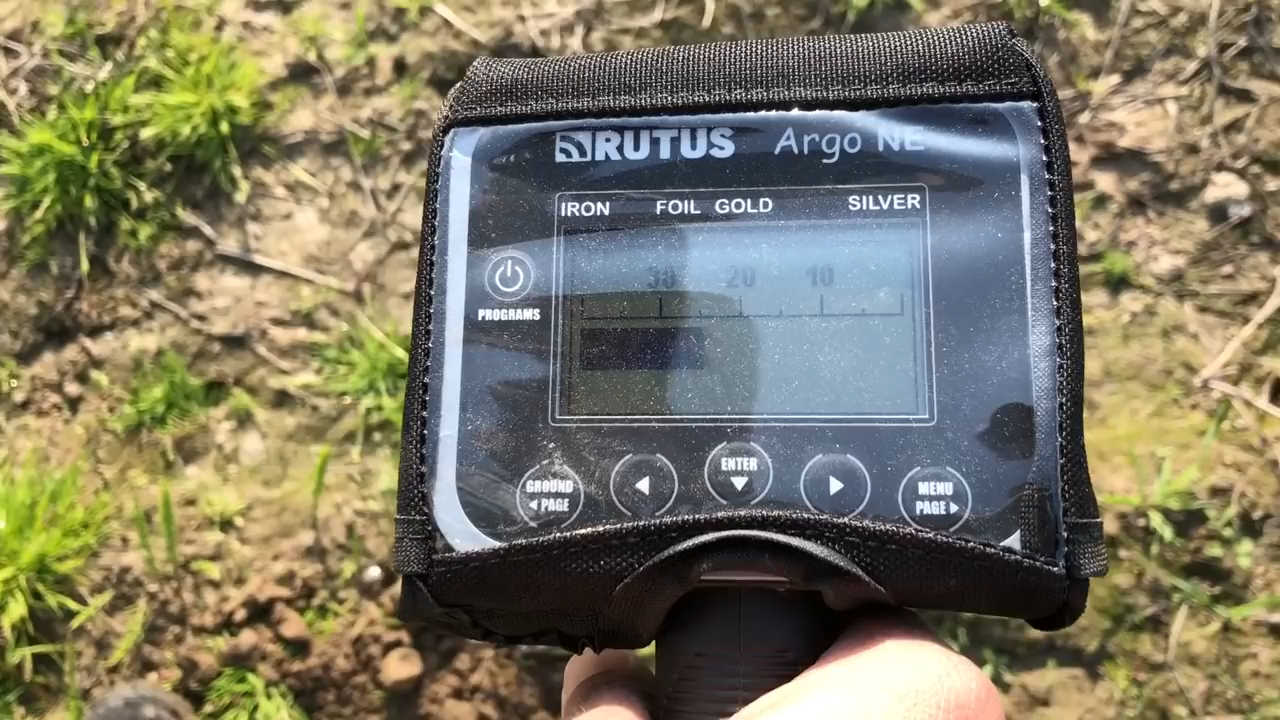 RUTUS Argo NE
IRON FOIL GOLD SILVER
30 20 10
PROGRAMS
GROUND
PAGE
ENTER
MENU
PAGE